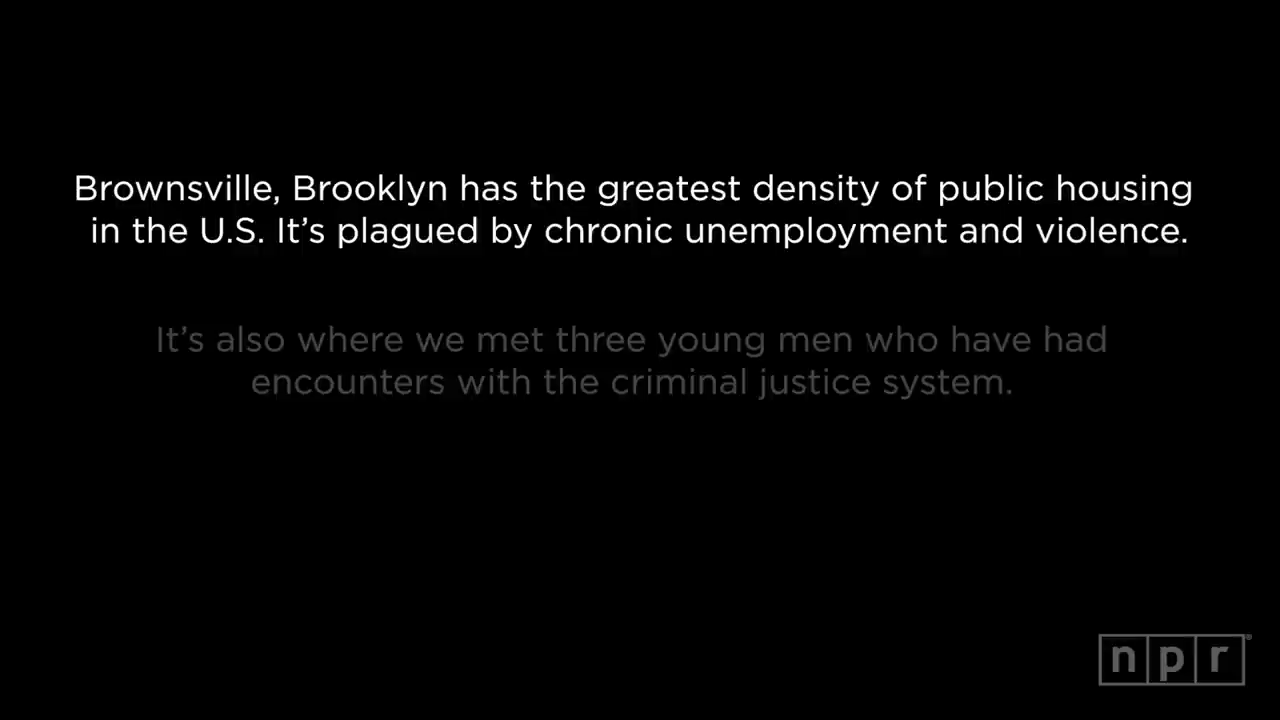 Brownsville, Brooklyn has the greatest density of public housing
in the U.S. It’s plagued by chronic unemployment and violence.
It’s also where we met three young men who have had
encounters with the criminal justice system.
npr®